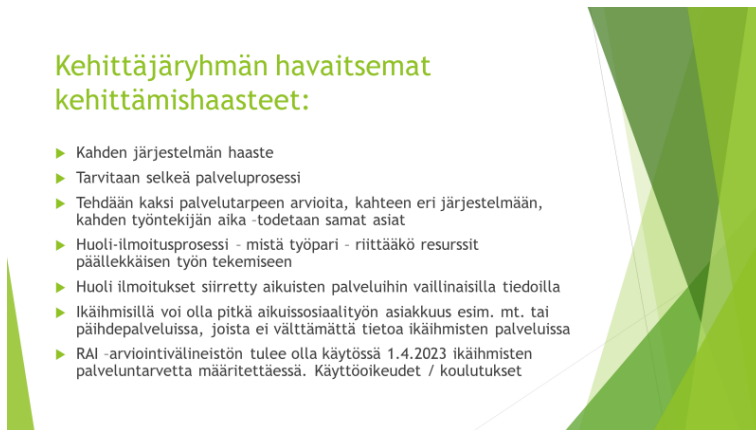 Kehittäjäryhmän havaitsemat
kehittämishaasteet:
Kahden järjestelmän haaste
Tarvitaan selkeä palveluprosessi
Tehdään kaksi palvelutarpeen arvioita, kahteen eri järjestelmään,
kahden työntekijän aika –todetaan samat asiat
Huoli-ilmoitusprosessi – mistä työpari – riittääkö resurssit
päällekkäisen työn tekemiseen
Huoli ilmoitukset siirretty aikuisten palveluihin vaillinaisilla tiedoilla
Ikäihmisillä voi olla pitkä aikuissosiaalityön asiakkuus esim. mt. tai
päihdepalveluissa, joista ei välttämättä tietoa ikäihmisten palveluissa
RAI –arviointivälineistön tulee olla käytössä 1.4.2023 ikäihmisten
palveluntarvetta määritettäessä. Käyttöoikeudet / koulutukset